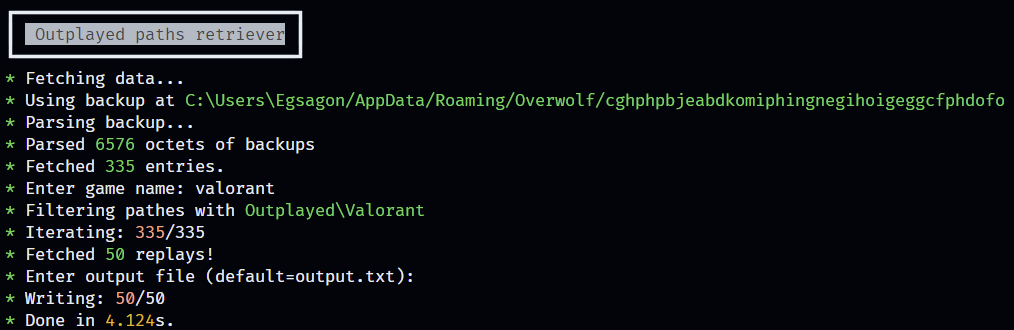 Outplayed paths retriever
* Fetching data...
* Using backup at C:\Users\Egsagon/AppData/Roaming/Overwolf/cghphpbjeabdkomiphingnegihoigeggcfphdofo
* Parsing backup...
* Parsed 6576 octets of backups
* Fetched 335 entries.
* Enter game name: valorant
* Filtering pathes with Outplayed\Valorant
* Iterating: 335/335
* Fetched 50 replays!
* Enter output file (default=output.txt):
* Writing: 50/50
* Done in 4.124s.